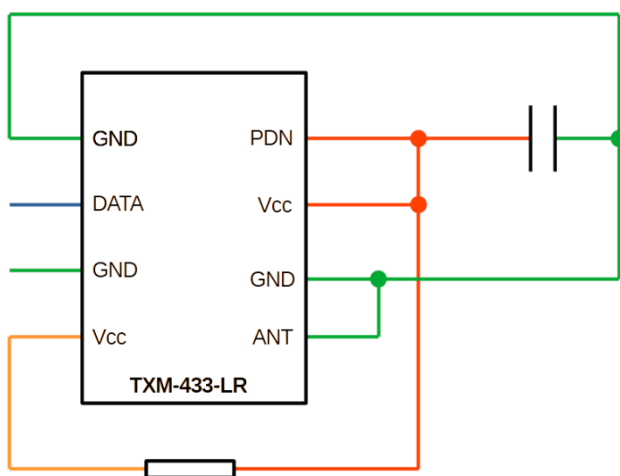 GND PDN
DATA Vcc
GND GND
Vcc ANT
TXM-433-LR